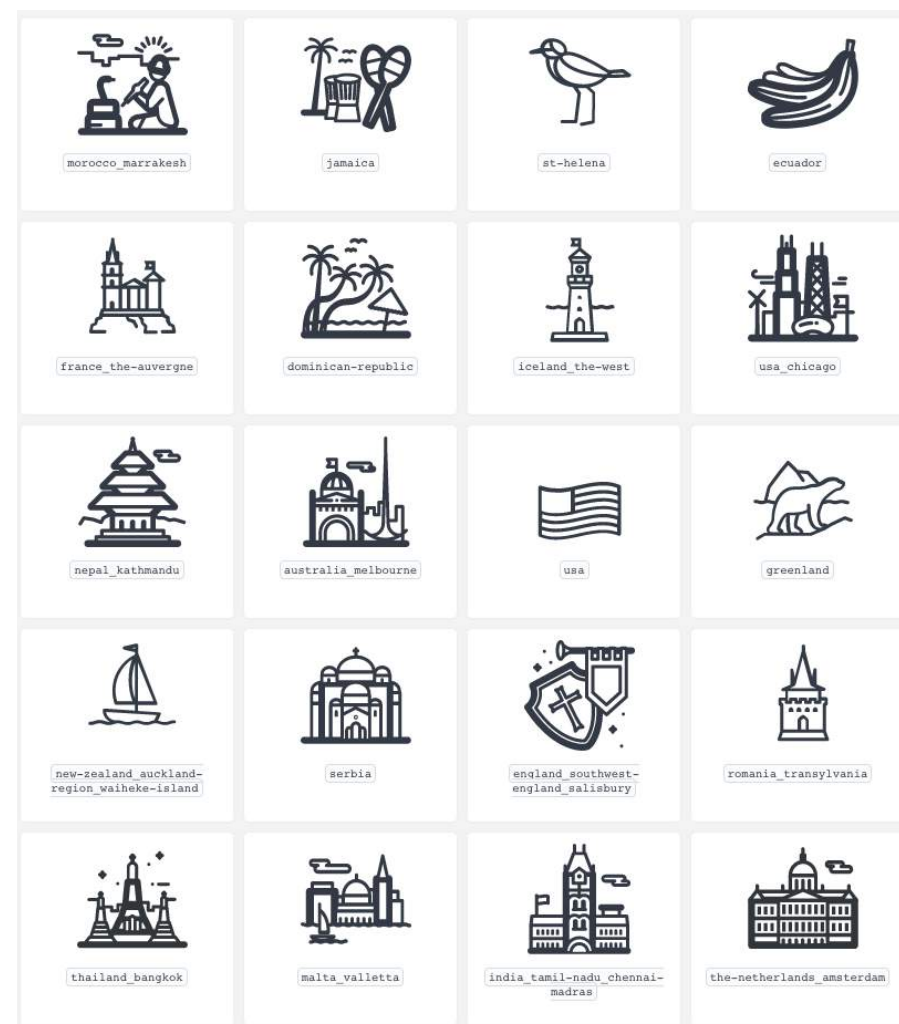 morocco_marrakesh
jamaica
st-helena
ecuador
france_the-auvergne
dominican-republic
iceland_the-west
usa_chicago
nepal_kathmandu
australia_melbourne
usa
greenland
new-zealand_auckland-
region_waiheke-island
serbia
england_southwest-
england_salisbury
romania_transylvania
thailand_bangkok
malta_valletta
india_tamil-nadu_chennai-
madras
the-netherlands_amsterdam